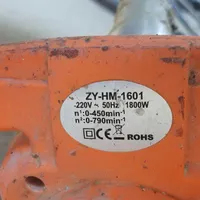 ZY-HM-1601
~220V ~ 50Hz 1800W
n¹:0-450min⁻¹
n²:0-790min⁻¹
CE ROHS